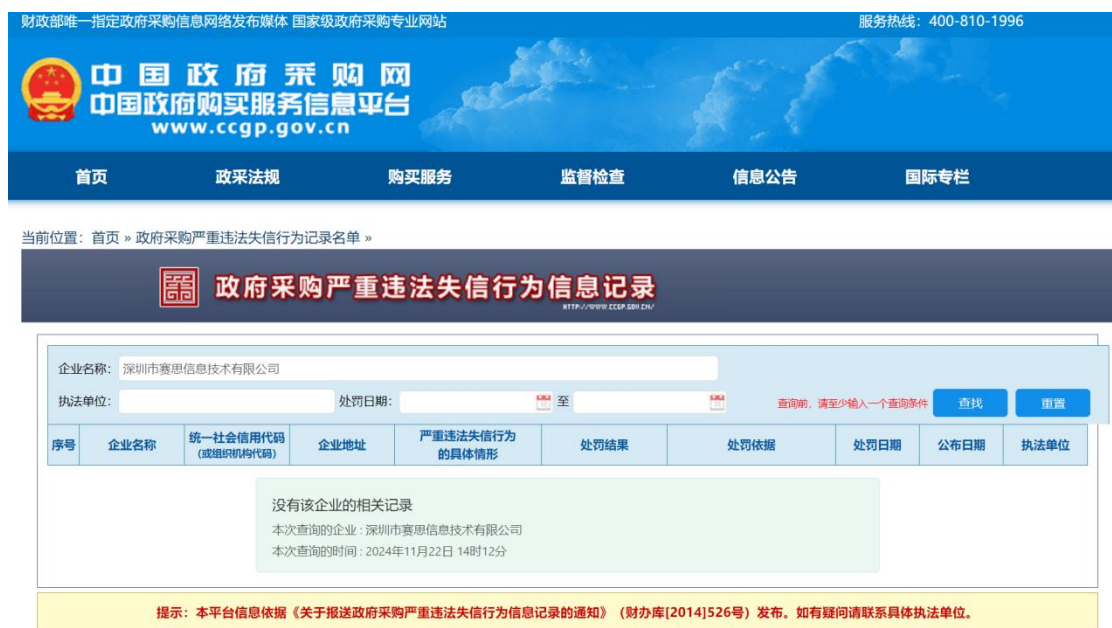 财政部唯一指定政府采购信息网络发布媒体 国家级政府采购专业网站 服务热线：400-810-1996
中国政府采购网
中国政府购买服务信息平台
www.ccgp.gov.cn
首页 政采法规 购买服务 监督检查 信息公告 国际专栏
当前位置：首页 » 政府采购严重违法失信行为记录名单 »
政府采购严重违法失信行为信息记录
HTTP://WWW.CCGP.GOV.CN/
企业名称：深圳市赛思信息技术有限公司
执法单位： 处罚日期： 至 查询前，请至少输入一个查询条件 查找 重置
序号 企业名称 统一社会信用代码 (或组织机构代码) 企业地址 严重违法失信行为的具体情形 处罚结果 处罚依据 处罚日期 公布日期 执法单位
没有该企业的相关记录
本次查询的企业 : 深圳市赛思信息技术有限公司
本次查询的时间 : 2024年11月22日 14时12分
提示：本平台信息依据《关于报送政府采购严重违法失信行为信息记录的通知》（财办库[2014]526号）发布。如有疑问请联系具体执法单位。